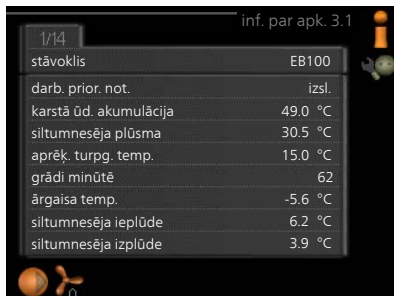 inf. par apk. 3.1
1/14
stāvoklis EB100
darb. prior. not. izsl.
karstā ūd. akumulācija 49.0 °C
siltumnesēja plūsma 30.5 °C
aprēķ. turpg. temp. 15.0 °C
grādi minūtē 62
ārgaisa temp. -5.6 °C
siltumnesēja ieplūde 6.2 °C
siltumnesēja izplūde 3.9 °C
0